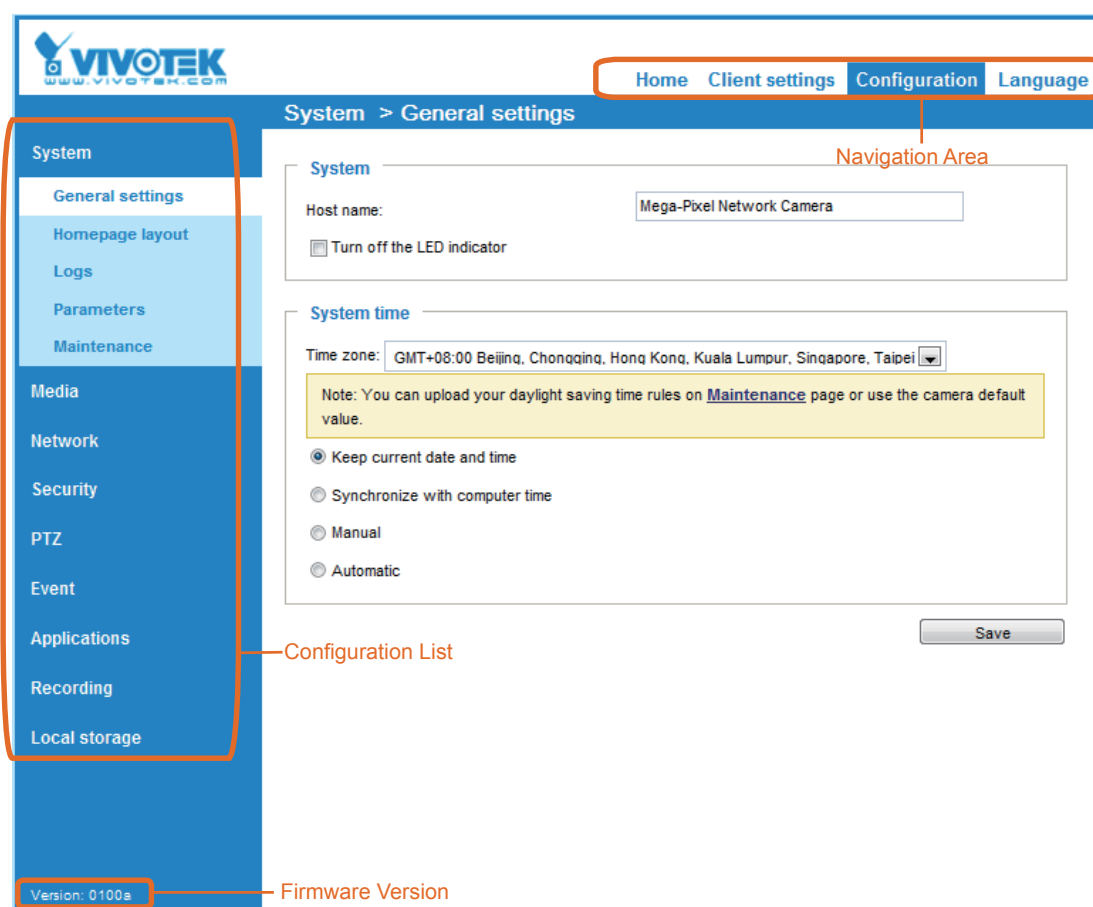 VIVOTEK
www.vivotek.com
Home Client settings Configuration Language
System > General settings
Navigation Area
System
General settings
Homepage layout
Logs
Parameters
Maintenance
Media
Network
Security
PTZ
Event
Applications
Recording
Local storage
Configuration List
Version: 0100a
Firmware Version
System
Host name: Mega-Pixel Network Camera
Turn off the LED indicator
System time
Time zone: GMT+08:00 Beijing, Chongqing, Hong Kong, Kuala Lumpur, Singapore, Taipei
Note: You can upload your daylight saving time rules on Maintenance page or use the camera default
value.
Keep current date and time
Synchronize with computer time
Manual
Automatic
Save